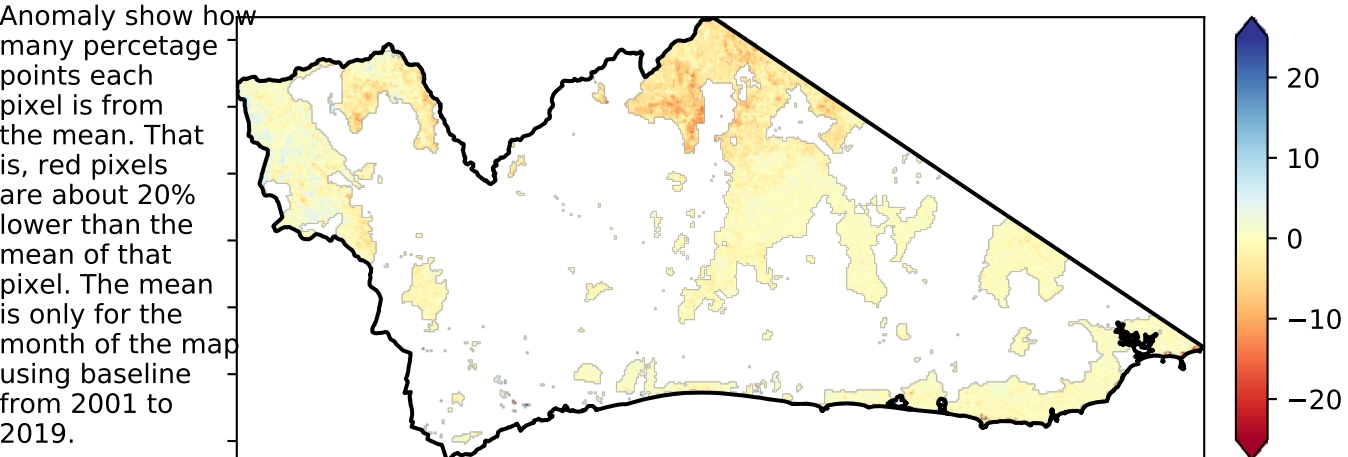 Anomaly show how
many percetage
points each
pixel is from
the mean. That
is, red pixels
are about 20%
lower than the
mean of that
pixel. The mean
is only for the
month of the map
using baseline
from 2001 to
2019.
20
10
0
−10
−20